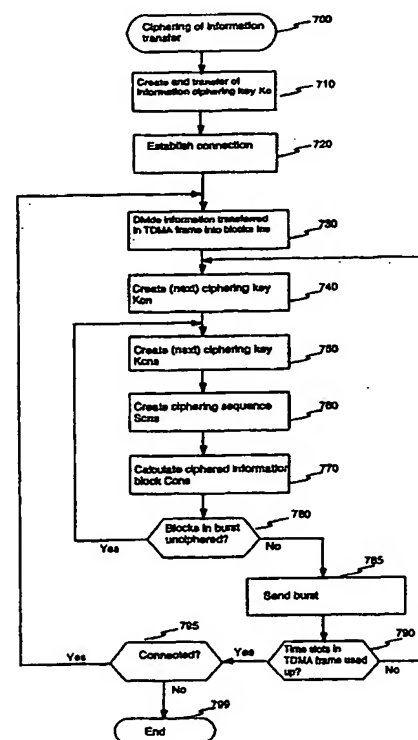 Ciphering of information
transfer
700
Create and transfer of
information ciphering key Kc
710
Establish connection
720
Divide information transferred
in TDMA frame into blocks Ins
730
Create (next) ciphering key
Kcn
740
Create (next) ciphering key
Kcns
750
Create ciphering sequence
Scns
760
Calculate ciphered information
block Ccns
770
Blocks in burst
unciphered?
780
Yes
No
785
Send burst
790
Time slots in
TDMA frame used
up?
795
Connected?
Yes
Yes
No
No
799
End